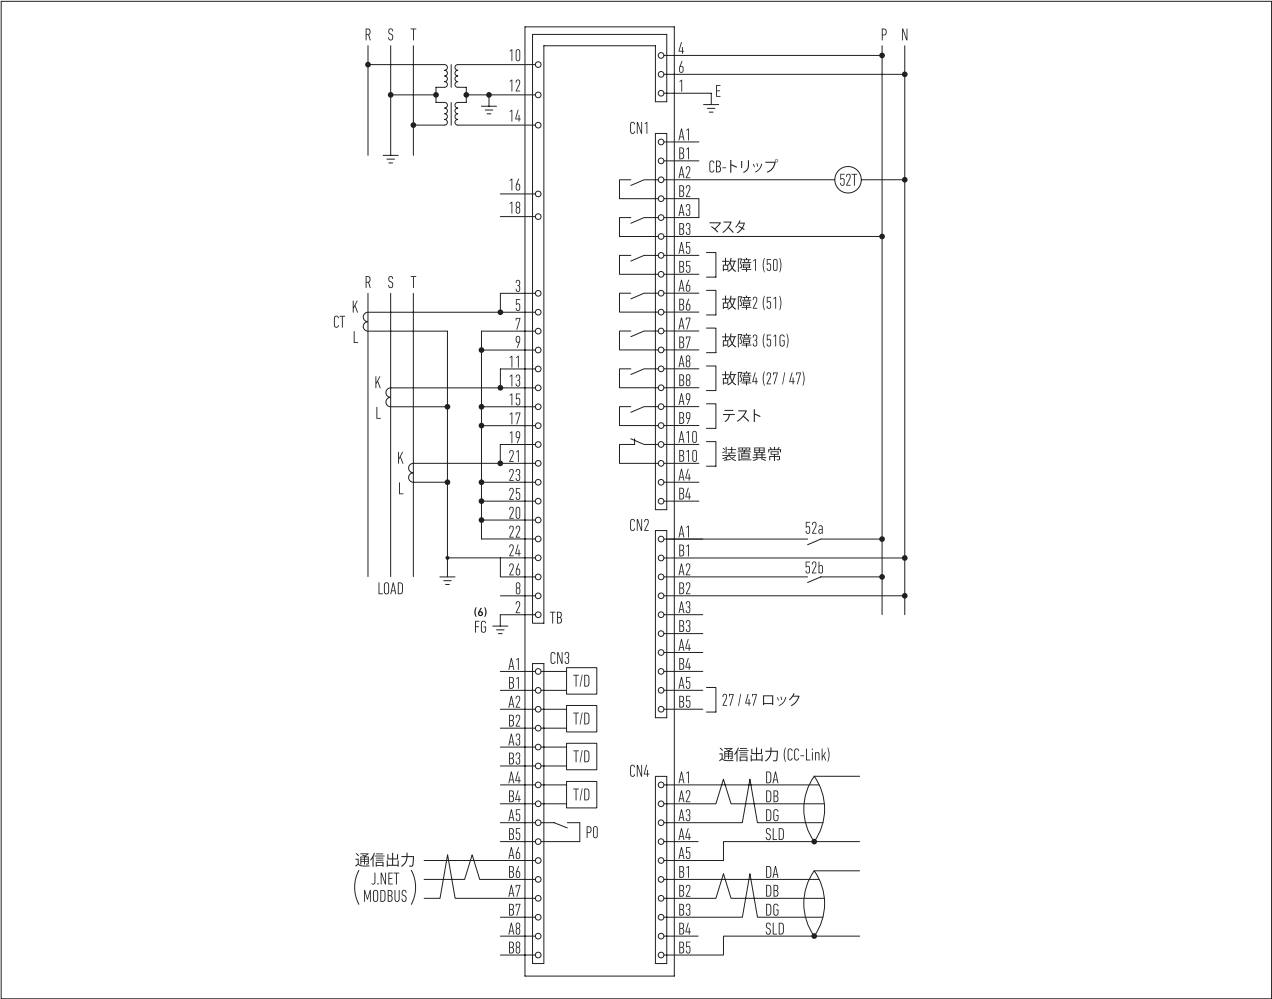 R S T
10
12
14
16
18
R S T
K
CT
L
K
L
K
L
LOAD
3
5
7
9
11
13
15
17
19
21
23
25
20
22
24
26
8
2
(6)
FG
TB
4
6
1
E
P N
CN1
A1
B1
A2
CB-トリップ
52T
B2
A3
B3
マスタ
A5
B5
故障1 (50)
A6
B6
故障2 (51)
A7
B7
故障3 (51G)
A8
B8
故障4 (27 / 47)
A9
B9
テスト
A10
B10
装置異常
A4
B4
CN2
A1
52a
B1
A2
52b
B2
A3
B3
A4
B4
A5
B5
27 / 47 ロック
CN3
A1
B1
T/D
A2
B2
T/D
A3
B3
T/D
A4
B4
T/D
A5
B5
PO
A6
B6
A7
B7
A8
B8
通信出力
(J.NET
MODBUS)
通信出力 (CC-Link)
CN4
A1
DA
A2
DB
A3
DG
A4
SLD
A5
B1
DA
B2
DB
B3
DG
B4
SLD
B5